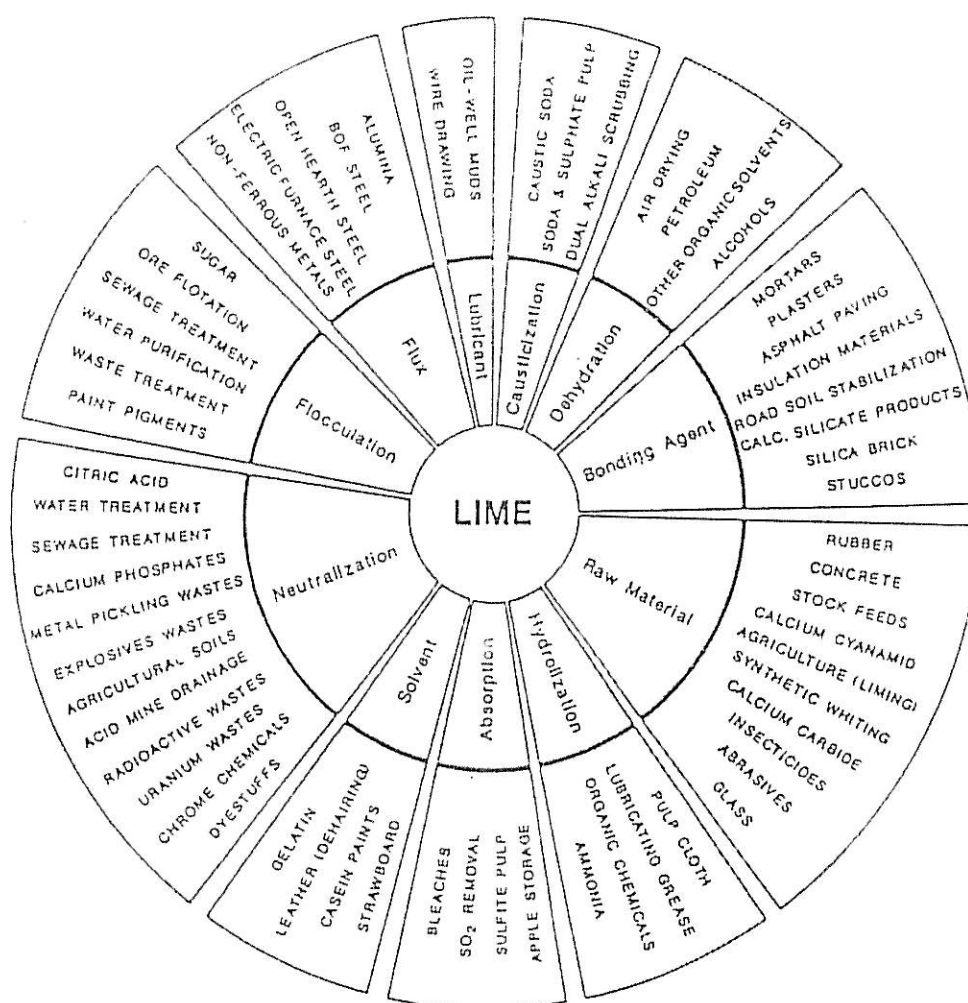 LIME
Lubricant
WIRE DRAWING
OIL-WELL MUDS
Causticization
CAUSTIC SODA
SODA & SULPHATE PULP
DUAL ALKALI SCRUBBING
Dehydration
AIR DRYING
PETROLEUM
OTHER ORGANIC SOLVENTS
ALCOHOLS
Bonding Agent
MORTARS
PLASTERS
ASPHALT PAVING
INSULATION MATERIALS
ROAD SOIL STABILIZATION
CALC. SILICATE PRODUCTS
SILICA BRICK
STUCCOS
Raw Material
RUBBER
CONCRETE
STOCK FEEDS
CALCIUM CYANAMID
AGRICULTURE (LIMING)
SYNTHETIC WHITING
CALCIUM CARBIDE
INSECTICIDES
ABRASIVES
GLASS
Hydrolization
PULP CLOTH
LUBRICATING GREASE
ORGANIC CHEMICALS
AMMONIA
Absorption
BLEACHES
SO₂ REMOVAL
SULFITE PULP
APPLE STORAGE
Solvent
GELATIN
LEATHER (DEHAIRING)
CASEIN PAINTS
STRAWBOARD
Neutralization
CITRIC ACID
WATER TREATMENT
SEWAGE TREATMENT
CALCIUM PHOSPHATES
METAL PICKLING WASTES
EXPLOSIVES WASTES
AGRICULTURAL SOILS
ACID MINE DRAINAGE
RADIOACTIVE WASTES
URANIUM WASTES
CHROME CHEMICALS
DYESTUFFS
Flocculation
SUGAR
ORE FLOTATION
SEWAGE TREATMENT
WATER PURIFICATION
WASTE TREATMENT
PAINT PIGMENTS
Flux
ALUMINA
BOF STEEL
OPEN HEARTH STEEL
ELECTRIC FURNACE STEEL
NON-FERROUS METALS